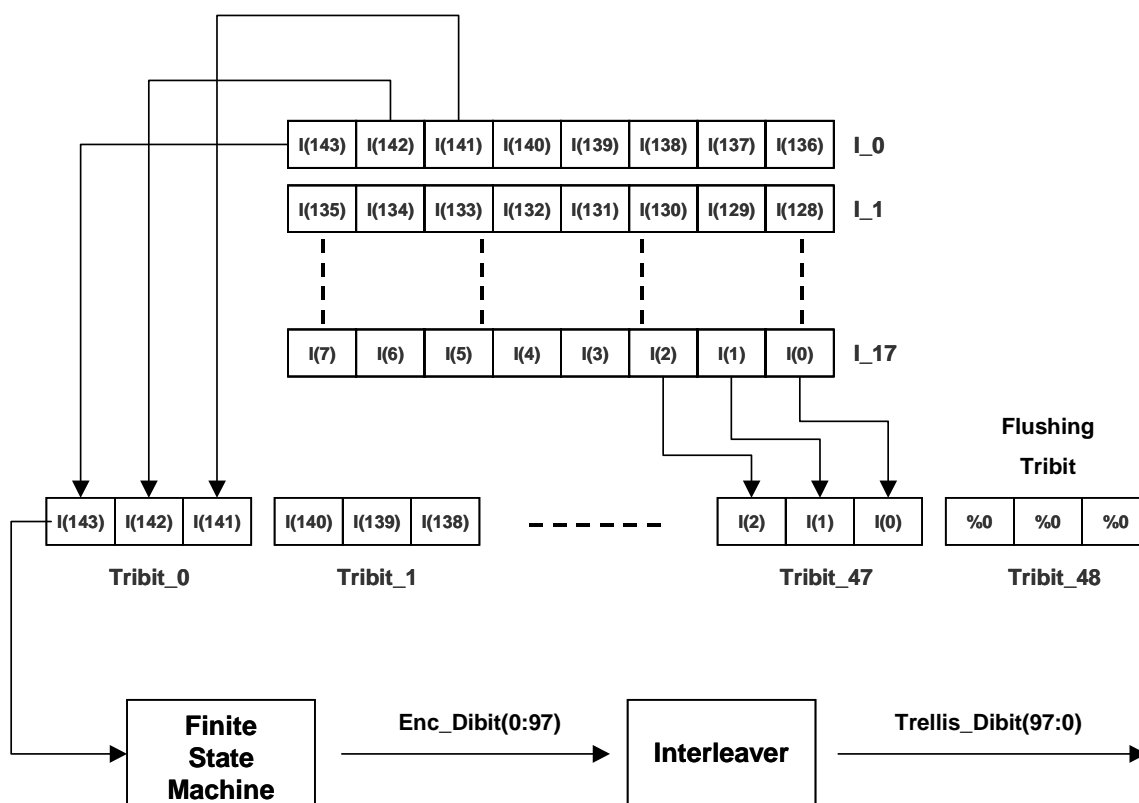 I(143) I(142) I(141) I(140) I(139) I(138) I(137) I(136) I_0
I(135) I(134) I(133) I(132) I(131) I(130) I(129) I(128) I_1
I(7) I(6) I(5) I(4) I(3) I(2) I(1) I(0) I_17
Flushing
Tribit
I(143) I(142) I(141) I(140) I(139) I(138) I(2) I(1) I(0) %0 %0 %0
Tribit_0 Tribit_1 Tribit_47 Tribit_48
Finite
State
Machine
Enc_Dibit(0:97)
Interleaver
Trellis_Dibit(97:0)